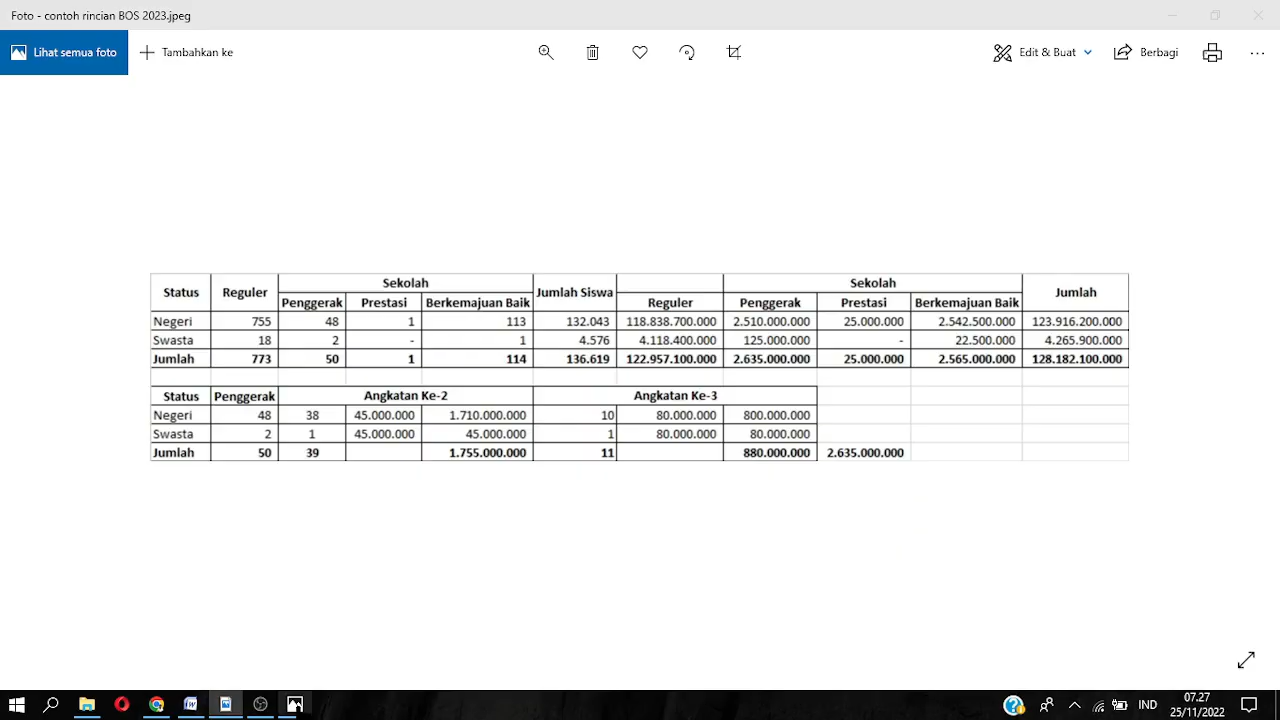 Foto - contoh rincian BOS 2023.jpeg
Lihat semua foto Tambahkan ke Edit & Buat Berbagi
Status Reguler Sekolah Jumlah Siswa Sekolah Jumlah
Penggerak Prestasi Berkemajuan Baik Reguler Penggerak Prestasi Berkemajuan Baik
Negeri 755 48 1 113 132.043 118.838.700.000 2.510.000.000 25.000.000 2.542.500.000 123.916.200.000
Swasta 18 2 - 1 4.576 4.118.400.000 125.000.000 - 22.500.000 4.265.900.000
Jumlah 773 50 1 114 136.619 122.957.100.000 2.635.000.000 25.000.000 2.565.000.000 128.182.100.000
Status Penggerak Angkatan Ke-2 Angkatan Ke-3
Negeri 48 38 45.000.000 1.710.000.000 10 80.000.000 800.000.000
Swasta 2 1 45.000.000 45.000.000 1 80.000.000 80.000.000
Jumlah 50 39 1.755.000.000 11 880.000.000 2.635.000.000
IND 07.27
25/11/2022